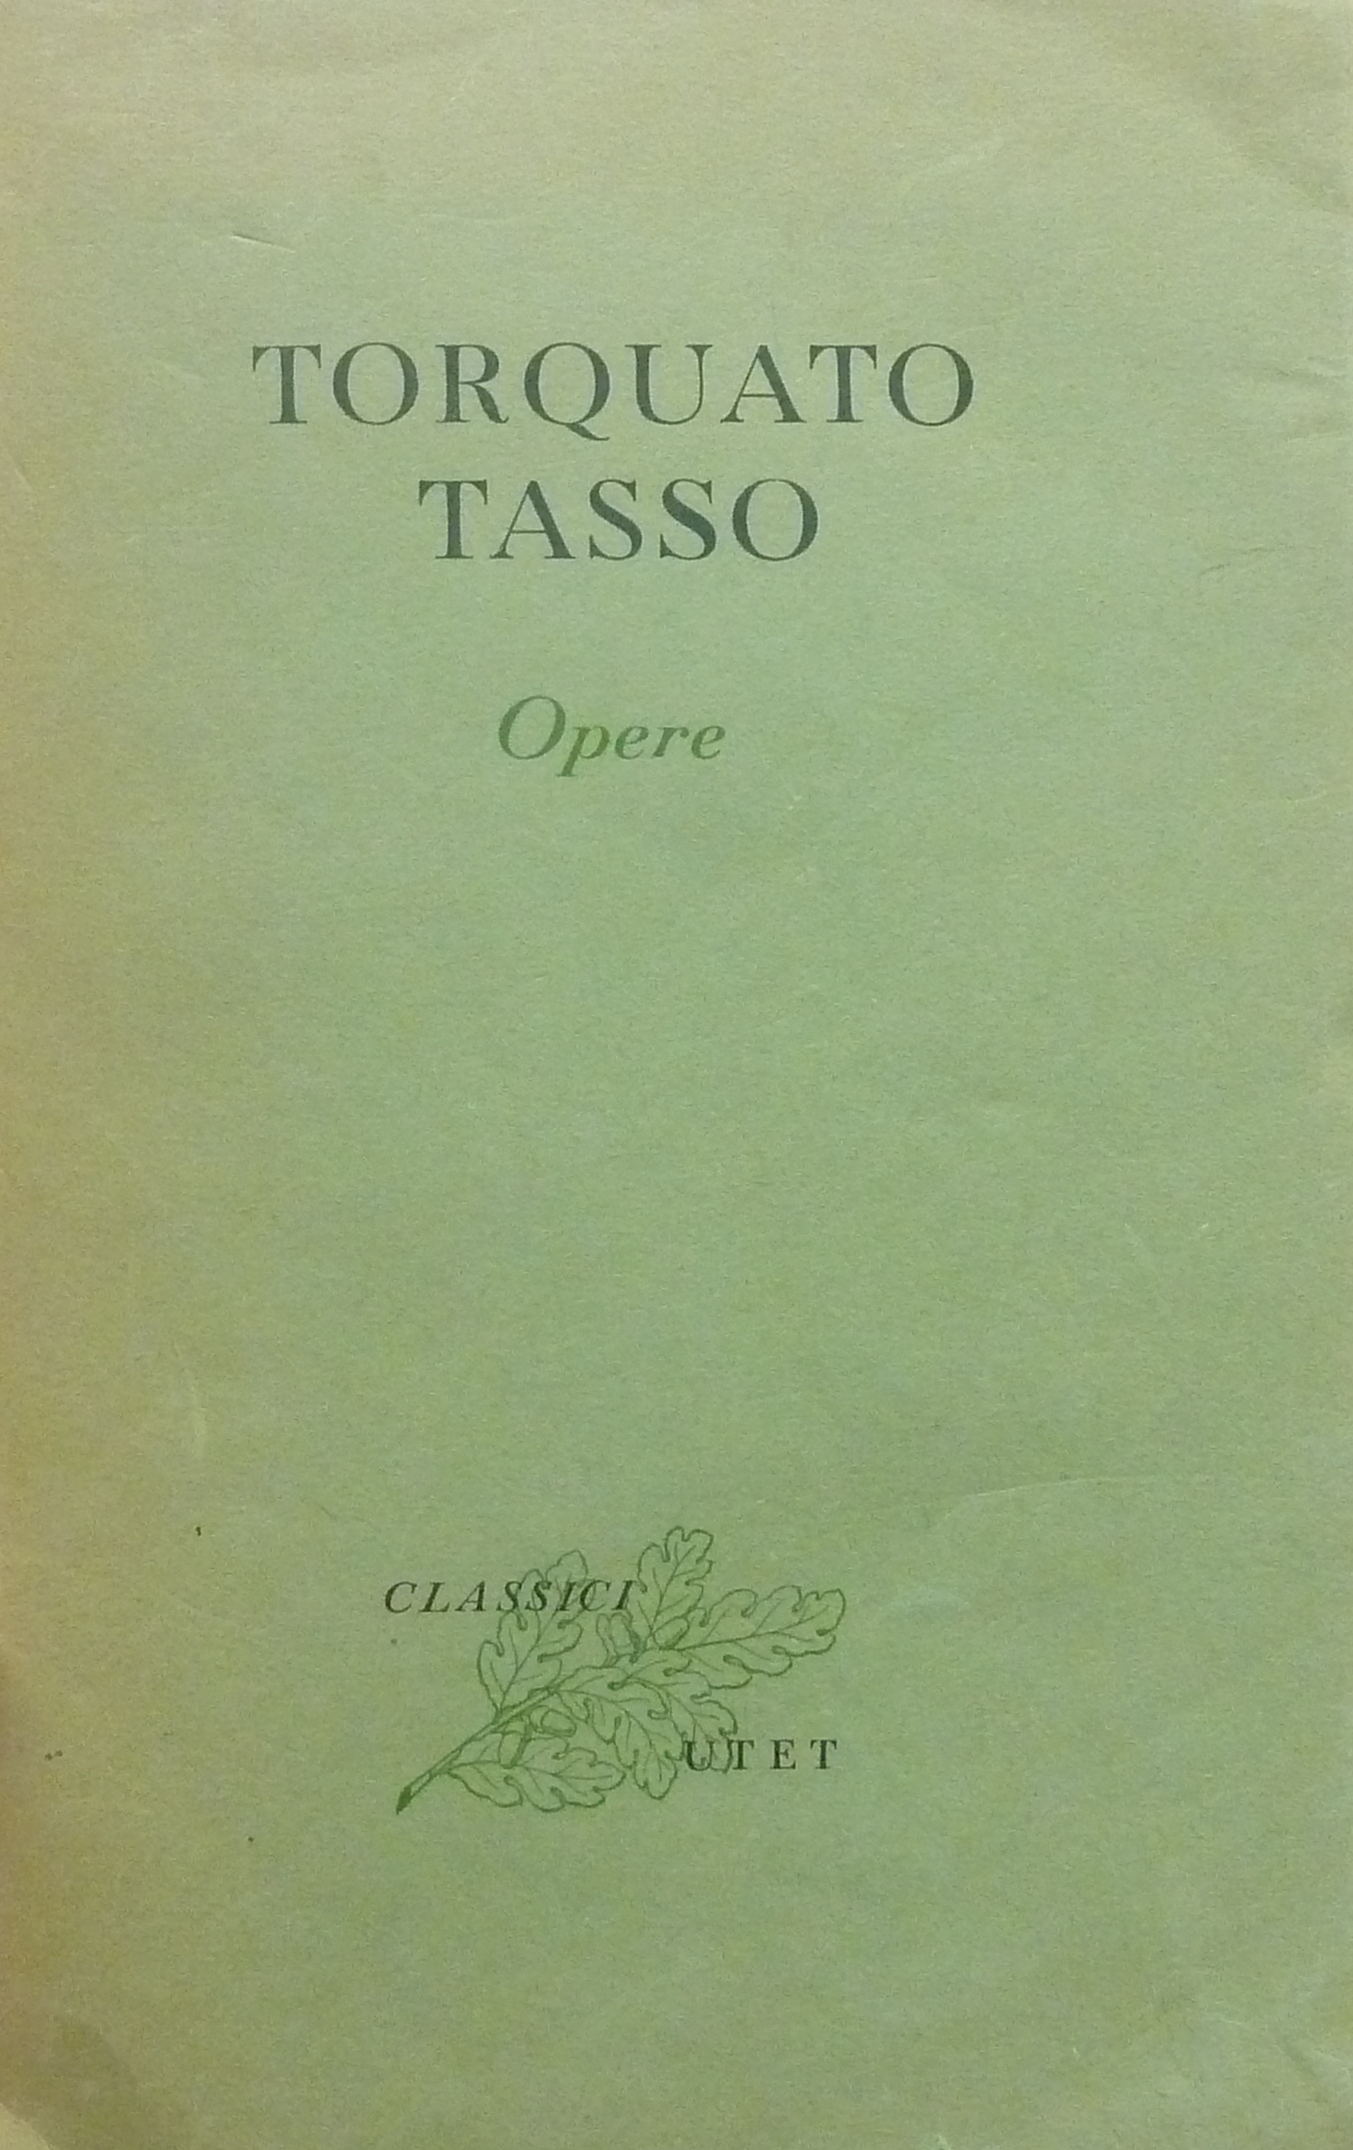 TORQUATO
TASSO
Opere
CLASSICI
UTET